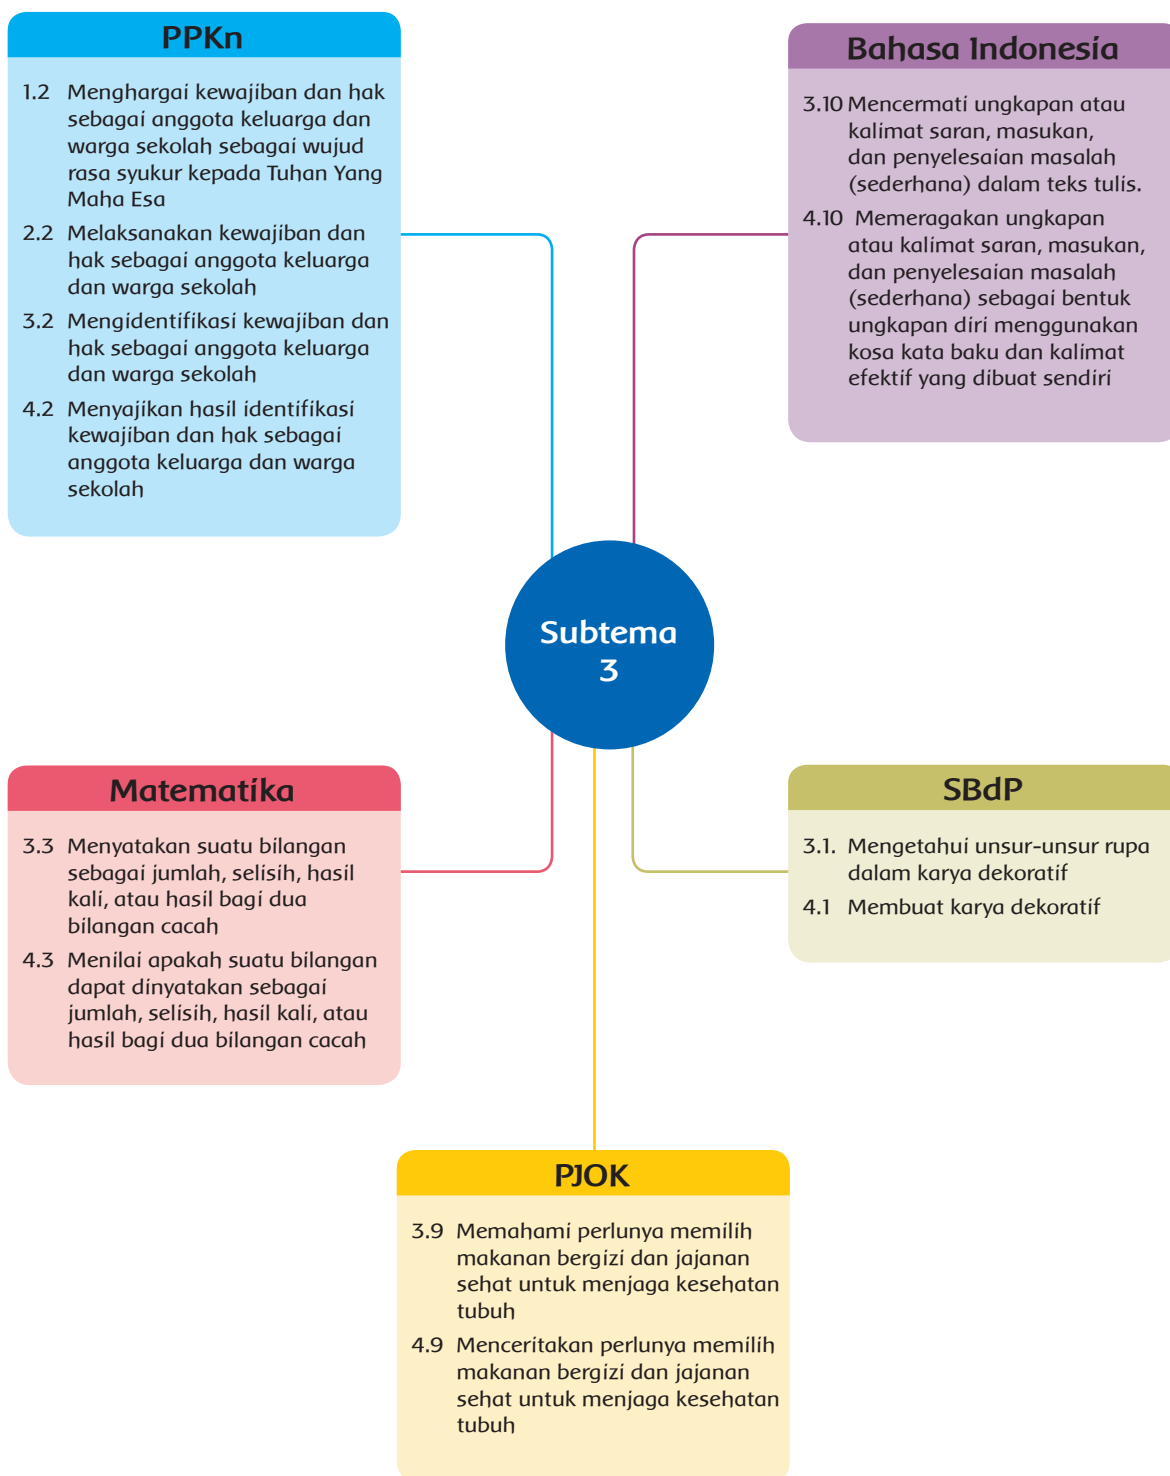 PPKn
1.2 Menghargai kewajiban dan hak
sebagai anggota keluarga dan
warga sekolah sebagai wujud
rasa syukur kepada Tuhan Yang
Maha Esa
2.2 Melaksanakan kewajiban dan
hak sebagai anggota keluarga
dan warga sekolah
3.2 Mengidentifikasi kewajiban dan
hak sebagai anggota keluarga
dan warga sekolah
4.2 Menyajikan hasil identifikasi
kewajiban dan hak sebagai
anggota keluarga dan warga
sekolah
Bahasa Indonesia
3.10 Mencermati ungkapan atau
kalimat saran, masukan,
dan penyelesaian masalah
(sederhana) dalam teks tulis.
4.10 Memeragakan ungkapan
atau kalimat saran, masukan,
dan penyelesaian masalah
(sederhana) sebagai bentuk
ungkapan diri menggunakan
kosa kata baku dan kalimat
efektif yang dibuat sendiri
Subtema
3
Matematika
3.3 Menyatakan suatu bilangan
sebagai jumlah, selisih, hasil
kali, atau hasil bagi dua
bilangan cacah
4.3 Menilai apakah suatu bilangan
dapat dinyatakan sebagai
jumlah, selisih, hasil kali, atau
hasil bagi dua bilangan cacah
SBdP
3.1. Mengetahui unsur-unsur rupa
dalam karya dekoratif
4.1 Membuat karya dekoratif
PJOK
3.9 Memahami perlunya memilih
makanan bergizi dan jajanan
sehat untuk menjaga kesehatan
tubuh
4.9 Menceritakan perlunya memilih
makanan bergizi dan jajanan
sehat untuk menjaga kesehatan
tubuh